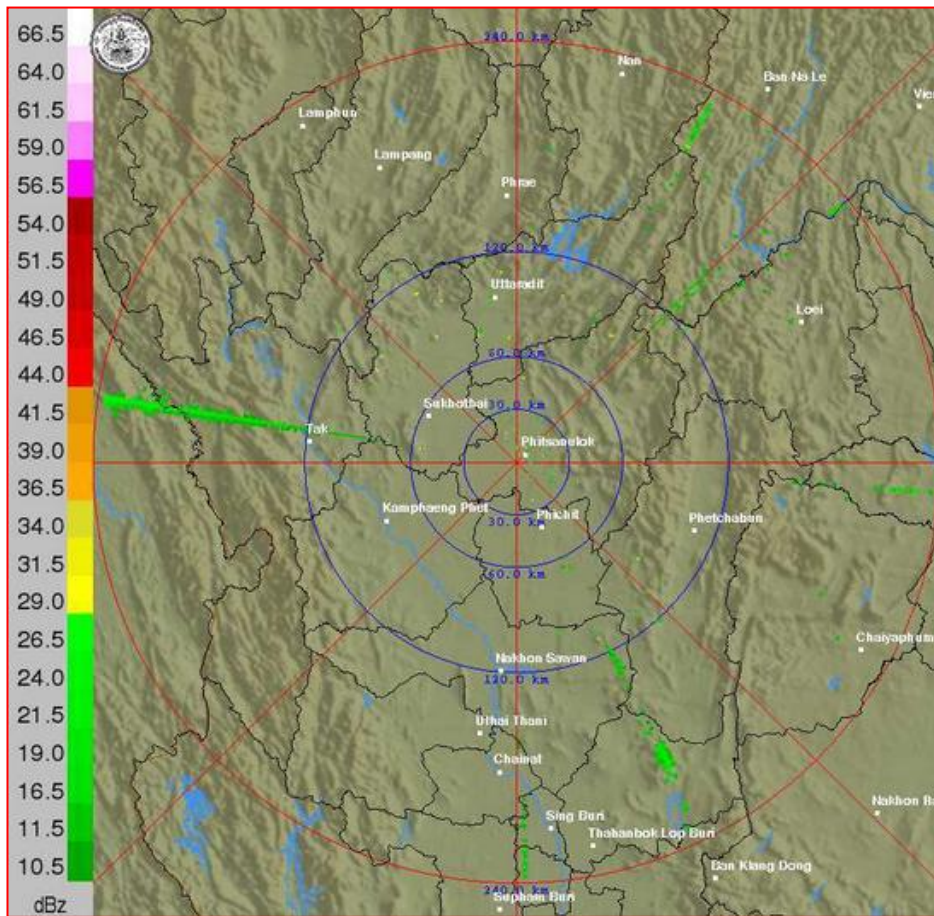 66.5
64.0
61.5
59.0
56.5
54.0
51.5
49.0
46.5
44.0
41.5
39.0
36.5
34.0
31.5
29.0
26.5
24.0
21.5
19.0
16.5
11.5
10.5
dBz
240.0 km
Nan
Ban Na Le
Lamphun
Lampang
Phrae
120.0 km
Uttaradit
Loei
60.0 km
30.0 km
Sukhothai
Tak
Phitsanulok
Kamphaeng Phet
Phichit
30.0 km
Phetchabun
60.0 km
Chaiyaphum
Nakhon Sawan
120.0 km
Uthai Thani
Chainat
Sing Buri
Thahanbok Lop Buri
Ban Klang Dong
240.0 km
Supham Buri